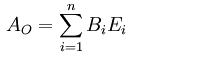 $A_O = \sum_{i=1}^{n} B_i E_i$